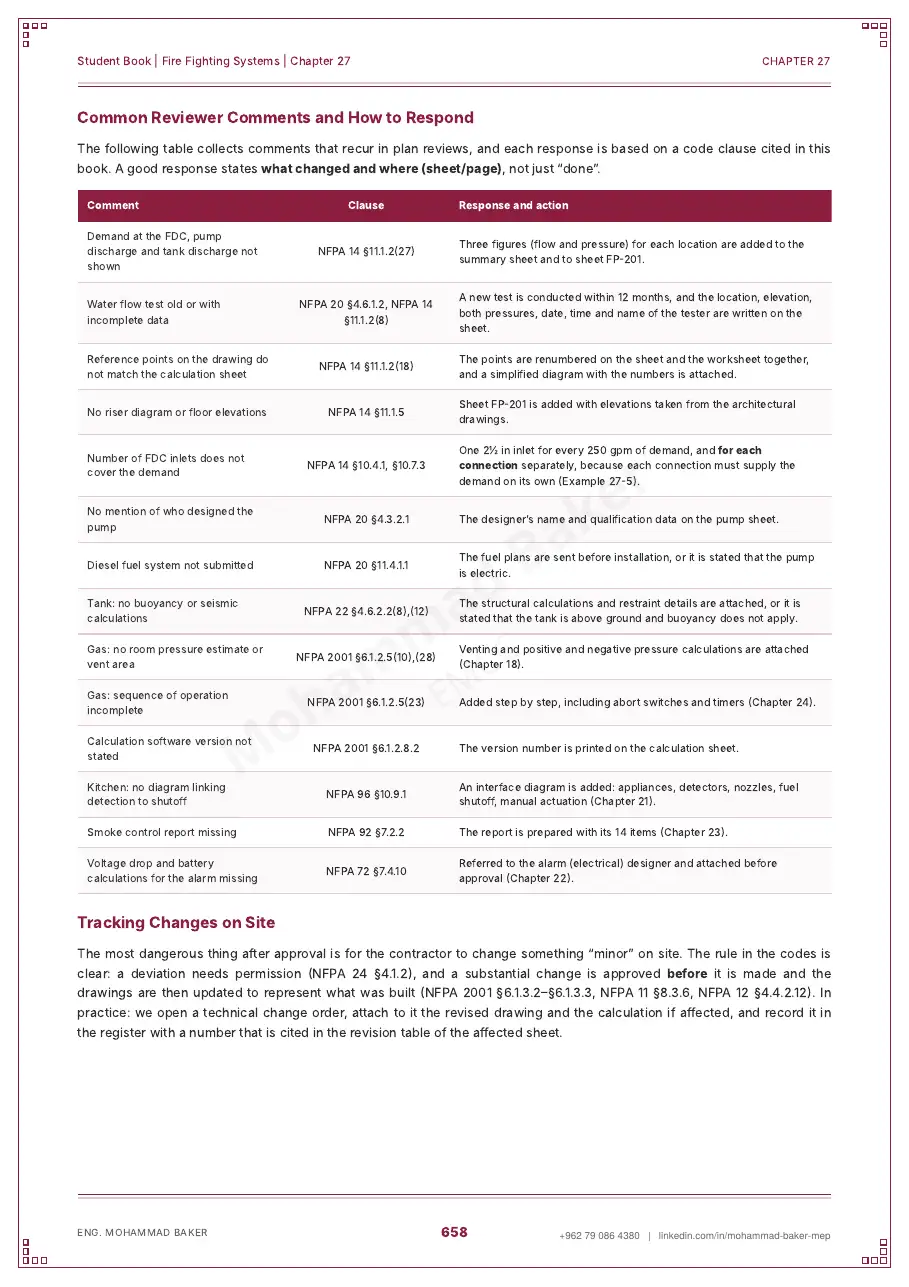 Student Book | Fire Fighting Systems | Chapter 27
CHAPTER 27
Common Reviewer Comments and How to Respond
The following table collects comments that recur in plan reviews, and each response is based on a code clause cited in this
book. A good response states what changed and where (sheet/page), not just “done”.
Comment
Clause
Response and action
Demand at the FDC, pump
discharge and tank discharge not
shown
NFPA 14 §11.1.2(27)
Three figures (flow and pressure) for each location are added to the
summary sheet and to sheet FP-201.
Water flow test old or with
incomplete data
NFPA 20 §4.6.1.2, NFPA 14
§11.1.2(8)
A new test is conducted within 12 months, and the location, elevation,
both pressures, date, time and name of the tester are written on the
sheet.
Reference points on the drawing do
not match the calculation sheet
NFPA 14 §11.1.2(18)
The points are renumbered on the sheet and the worksheet together,
and a simplified diagram with the numbers is attached.
No riser diagram or floor elevations
NFPA 14 §11.1.5
Sheet FP-201 is added with elevations taken from the architectural
drawings.
Number of FDC inlets does not
cover the demand
NFPA 14 §10.4.1, §10.7.3
One 2½ in inlet for every 250 gpm of demand, and for each
connection separately, because each connection must supply the
demand on its own (Example 27-5).
No mention of who designed the
pump
NFPA 20 §4.3.2.1
The designer’s name and qualification data on the pump sheet.
Diesel fuel system not submitted
NFPA 20 §11.4.1.1
The fuel plans are sent before installation, or it is stated that the pump
is electric.
Tank: no buoyancy or seismic
calculations
NFPA 22 §4.6.2.2(8),(12)
The structural calculations and restraint details are attached, or it is
stated that the tank is above ground and buoyancy does not apply.
Gas: no room pressure estimate or
vent area
NFPA 2001 §6.1.2.5(10),(28)
Venting and positive and negative pressure calculations are attached
(Chapter 18).
Gas: sequence of operation
incomplete
NFPA 2001 §6.1.2.5(23)
Added step by step, including abort switches and timers (Chapter 24).
Calculation software version not
stated
NFPA 2001 §6.1.2.8.2
The version number is printed on the calculation sheet.
Kitchen: no diagram linking
detection to shutoff
NFPA 96 §10.9.1
An interface diagram is added: appliances, detectors, nozzles, fuel
shutoff, manual actuation (Chapter 21).
Smoke control report missing
NFPA 92 §7.2.2
The report is prepared with its 14 items (Chapter 23).
Voltage drop and battery
calculations for the alarm missing
NFPA 72 §7.4.10
Referred to the alarm (electrical) designer and attached before
approval (Chapter 22).
Mohammad Baker
Tracking Changes on Site
The most dangerous thing after approval is for the contractor to change something “minor” on site. The rule in the codes is
clear: a deviation needs permission (NFPA 24 §4.1.2), and a substantial change is approved before it is made and the
drawings are then updated to represent what was built (NFPA 2001 §6.1.3.2–§6.1.3.3, NFPA 11 §8.3.6, NFPA 12 §4.4.2.12). In
practice: we open a technical change order, attach to it the revised drawing and the calculation if affected, and record it in
the register with a number that is cited in the revision table of the affected sheet.
ENG. MOHAMMAD BAKER
658
+962 79 086 4380 | linkedin.com/in/mohammad-baker-mep